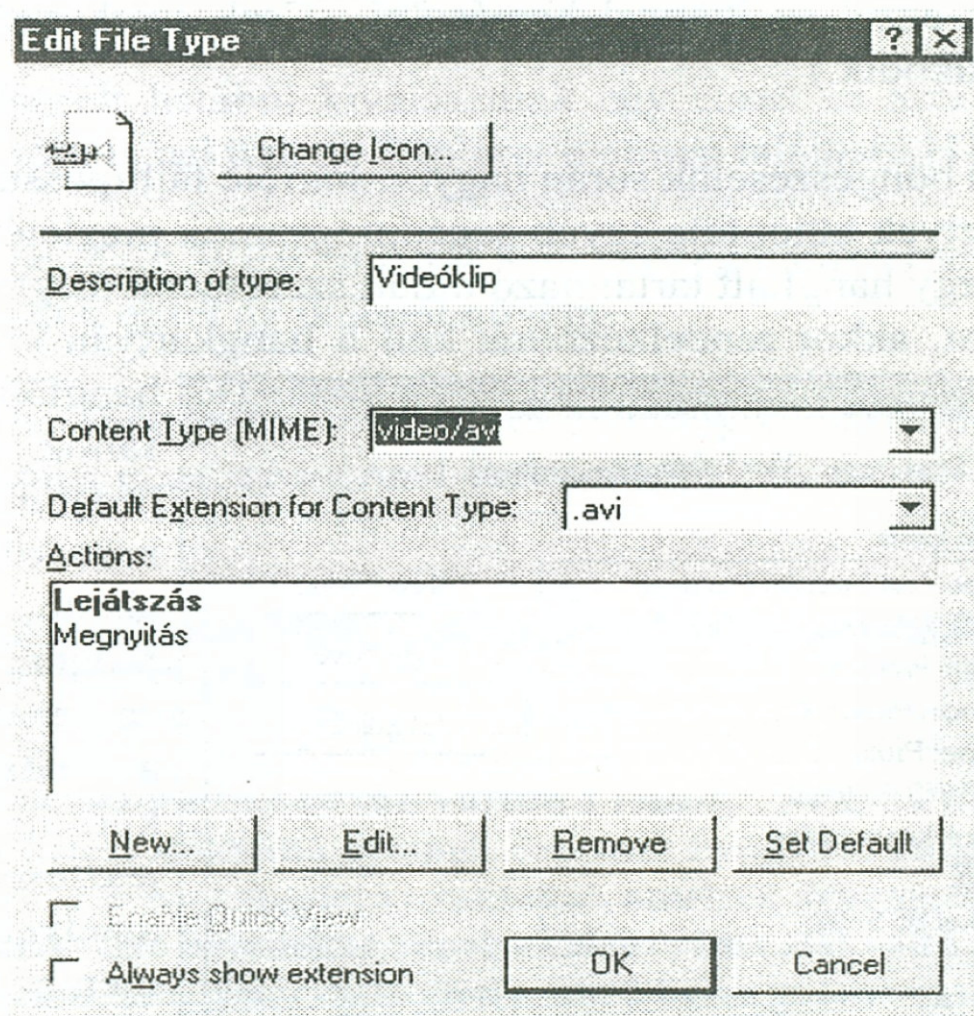 Edit File Type
Change Icon...
Description of type: Videóklip
Content Type (MIME): video/avi
Default Extension for Content Type: .avi
Actions:
Lejátszás
Megnyitás
New... Edit... Remove Set Default
Enable Quick View
Always show extension
OK Cancel